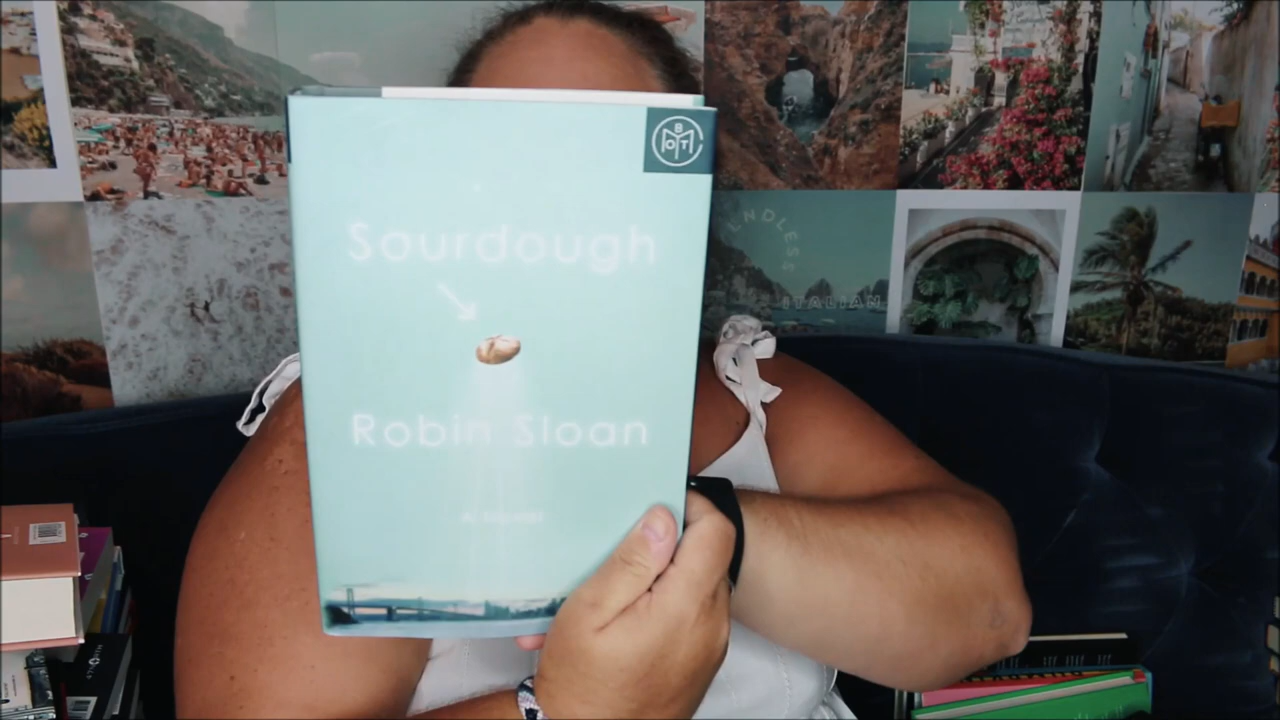 BOTM
Sourdough
Robin Sloan
A Novel
ENDLESS
ITALIAN